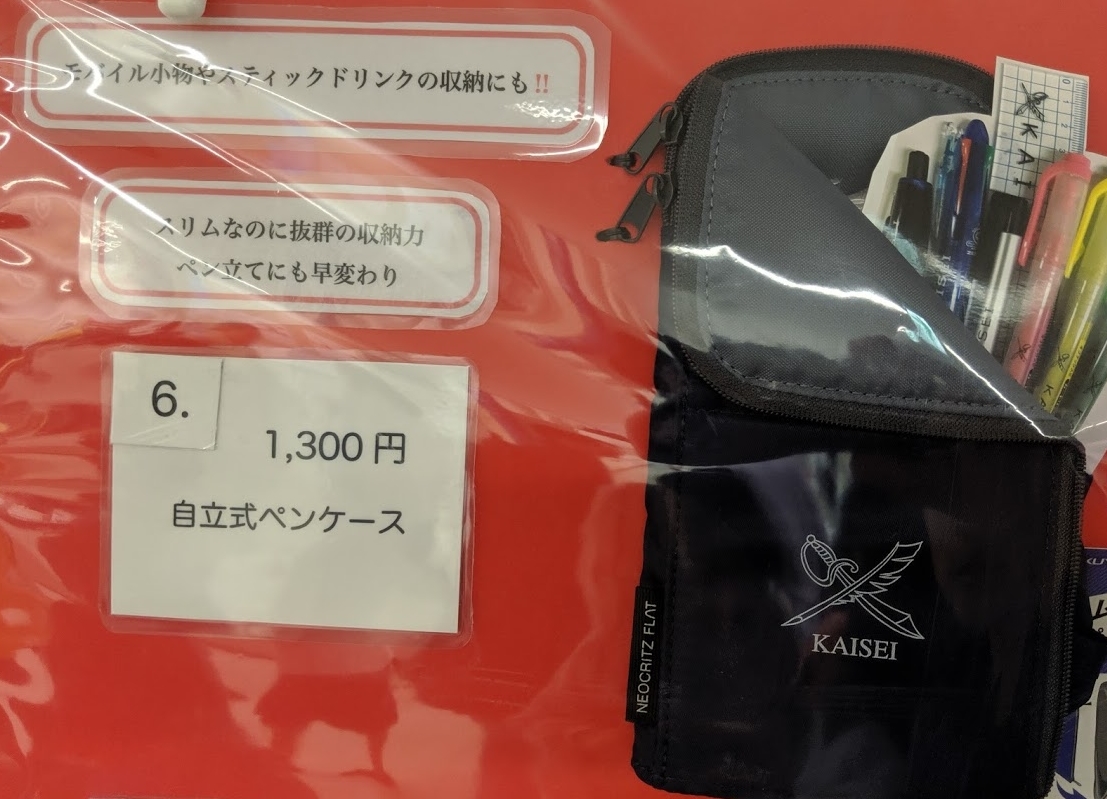 モバイル小物やスティックドリンクの収納にも!!
スリムなのに抜群の収納力
ペン立てにも早変わり
6.
1,300 円
自立式ペンケース
KAISEI
NEOCRITZ FLAT
KAI